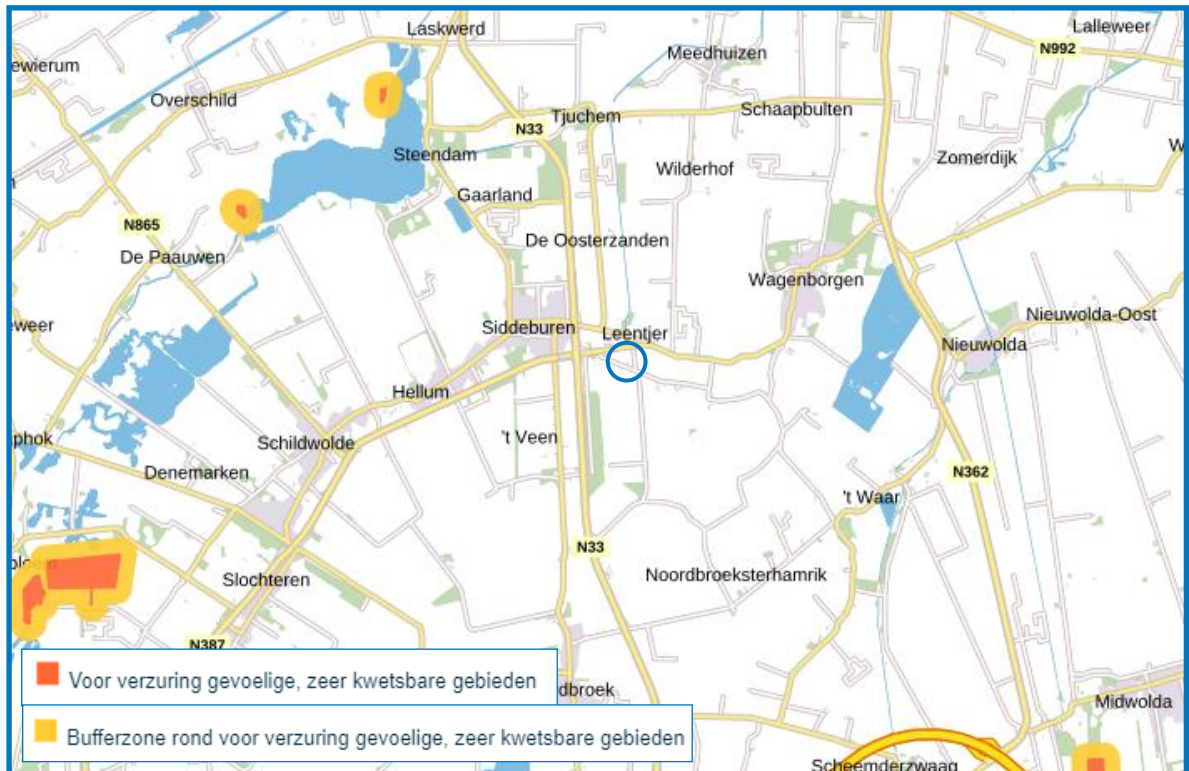 Laskwerd
Lalleweer
N992
Meedhuizen
ewierum
Overschild
Schaapbulten
Tjuchem
N33
Steendam
Zomerdijk
W
Wilderhof
Gaarland
N865
De Oosterzanden
De Paauwen
Wagenborgen
eweer
Siddeburen
Leentjer
Nieuwolda-Oost
Nieuwolda
Hellum
't Veen
Schildwolde
phok
Denemarken
N362
't Waar
N33
Slochteren
Noordbroeksterhamrik
N387
Voor verzuring gevoelige, zeer kwetsbare gebieden
dbroek
Midwolda
Bufferzone rond voor verzuring gevoelige, zeer kwetsbare gebieden
Scheemderzwaag